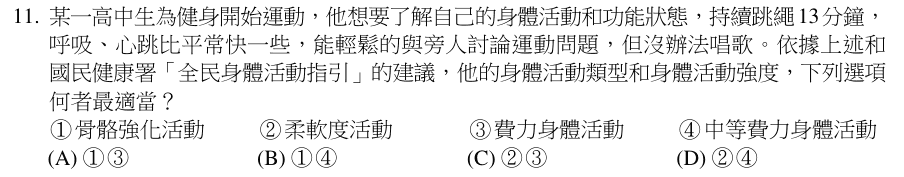 11. 某一高中生為健身開始運動，他想要了解自己的身體活動和功能狀態，持續跳繩13分鐘，
呼吸、心跳比平常快一些，能輕鬆的與旁人討論運動問題，但沒辦法唱歌。依據上述和
國民健康署「全民身體活動指引」的建議，他的身體活動類型和身體活動強度，下列選項
何者最適當？
①骨骼強化活動 ②柔軟度活動 ③費力身體活動 ④中等費力身體活動
(A) ①③ (B) ①④ (C) ②③ (D) ②④